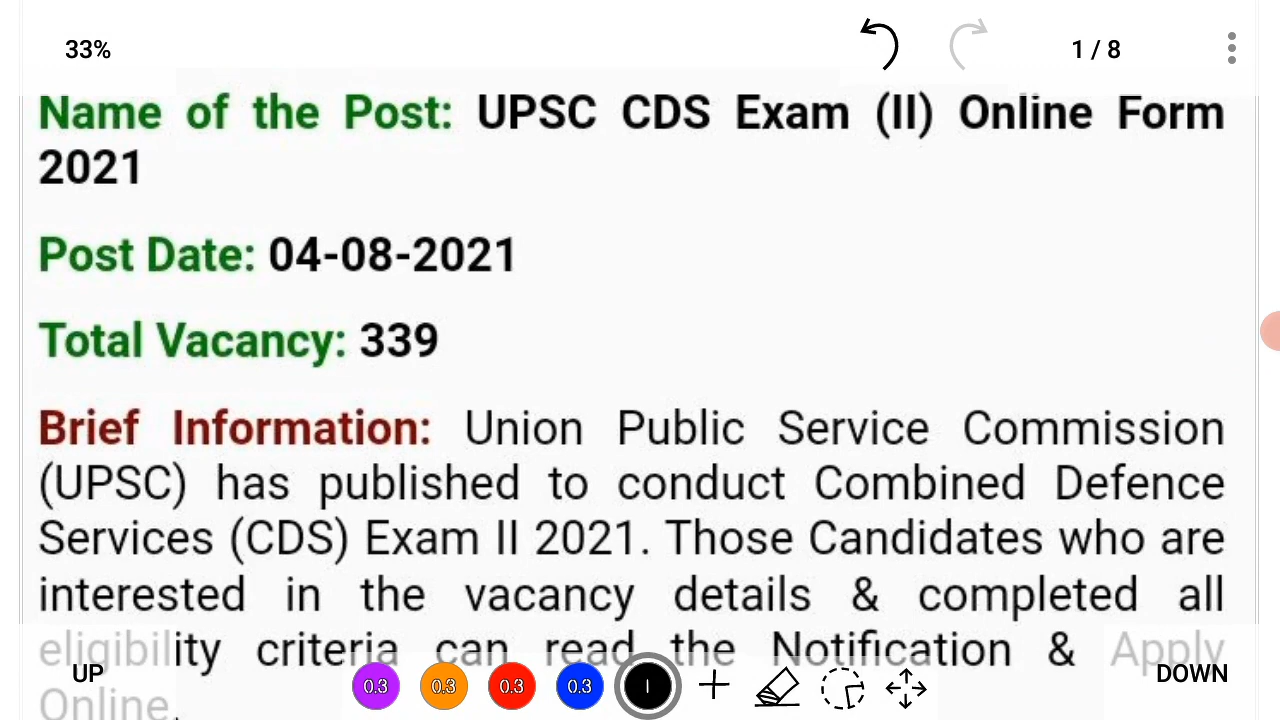 33%
1 / 8
Name of the Post: UPSC CDS Exam (II) Online Form
2021
Post Date: 04-08-2021
Total Vacancy: 339
Brief Information: Union Public Service Commission
(UPSC) has published to conduct Combined Defence
Services (CDS) Exam II 2021. Those Candidates who are
interested in the vacancy details & completed all
eligibility criteria can read the Notification & Apply
Online.
UP
0.3
0.3
0.3
0.3
I
DOWN